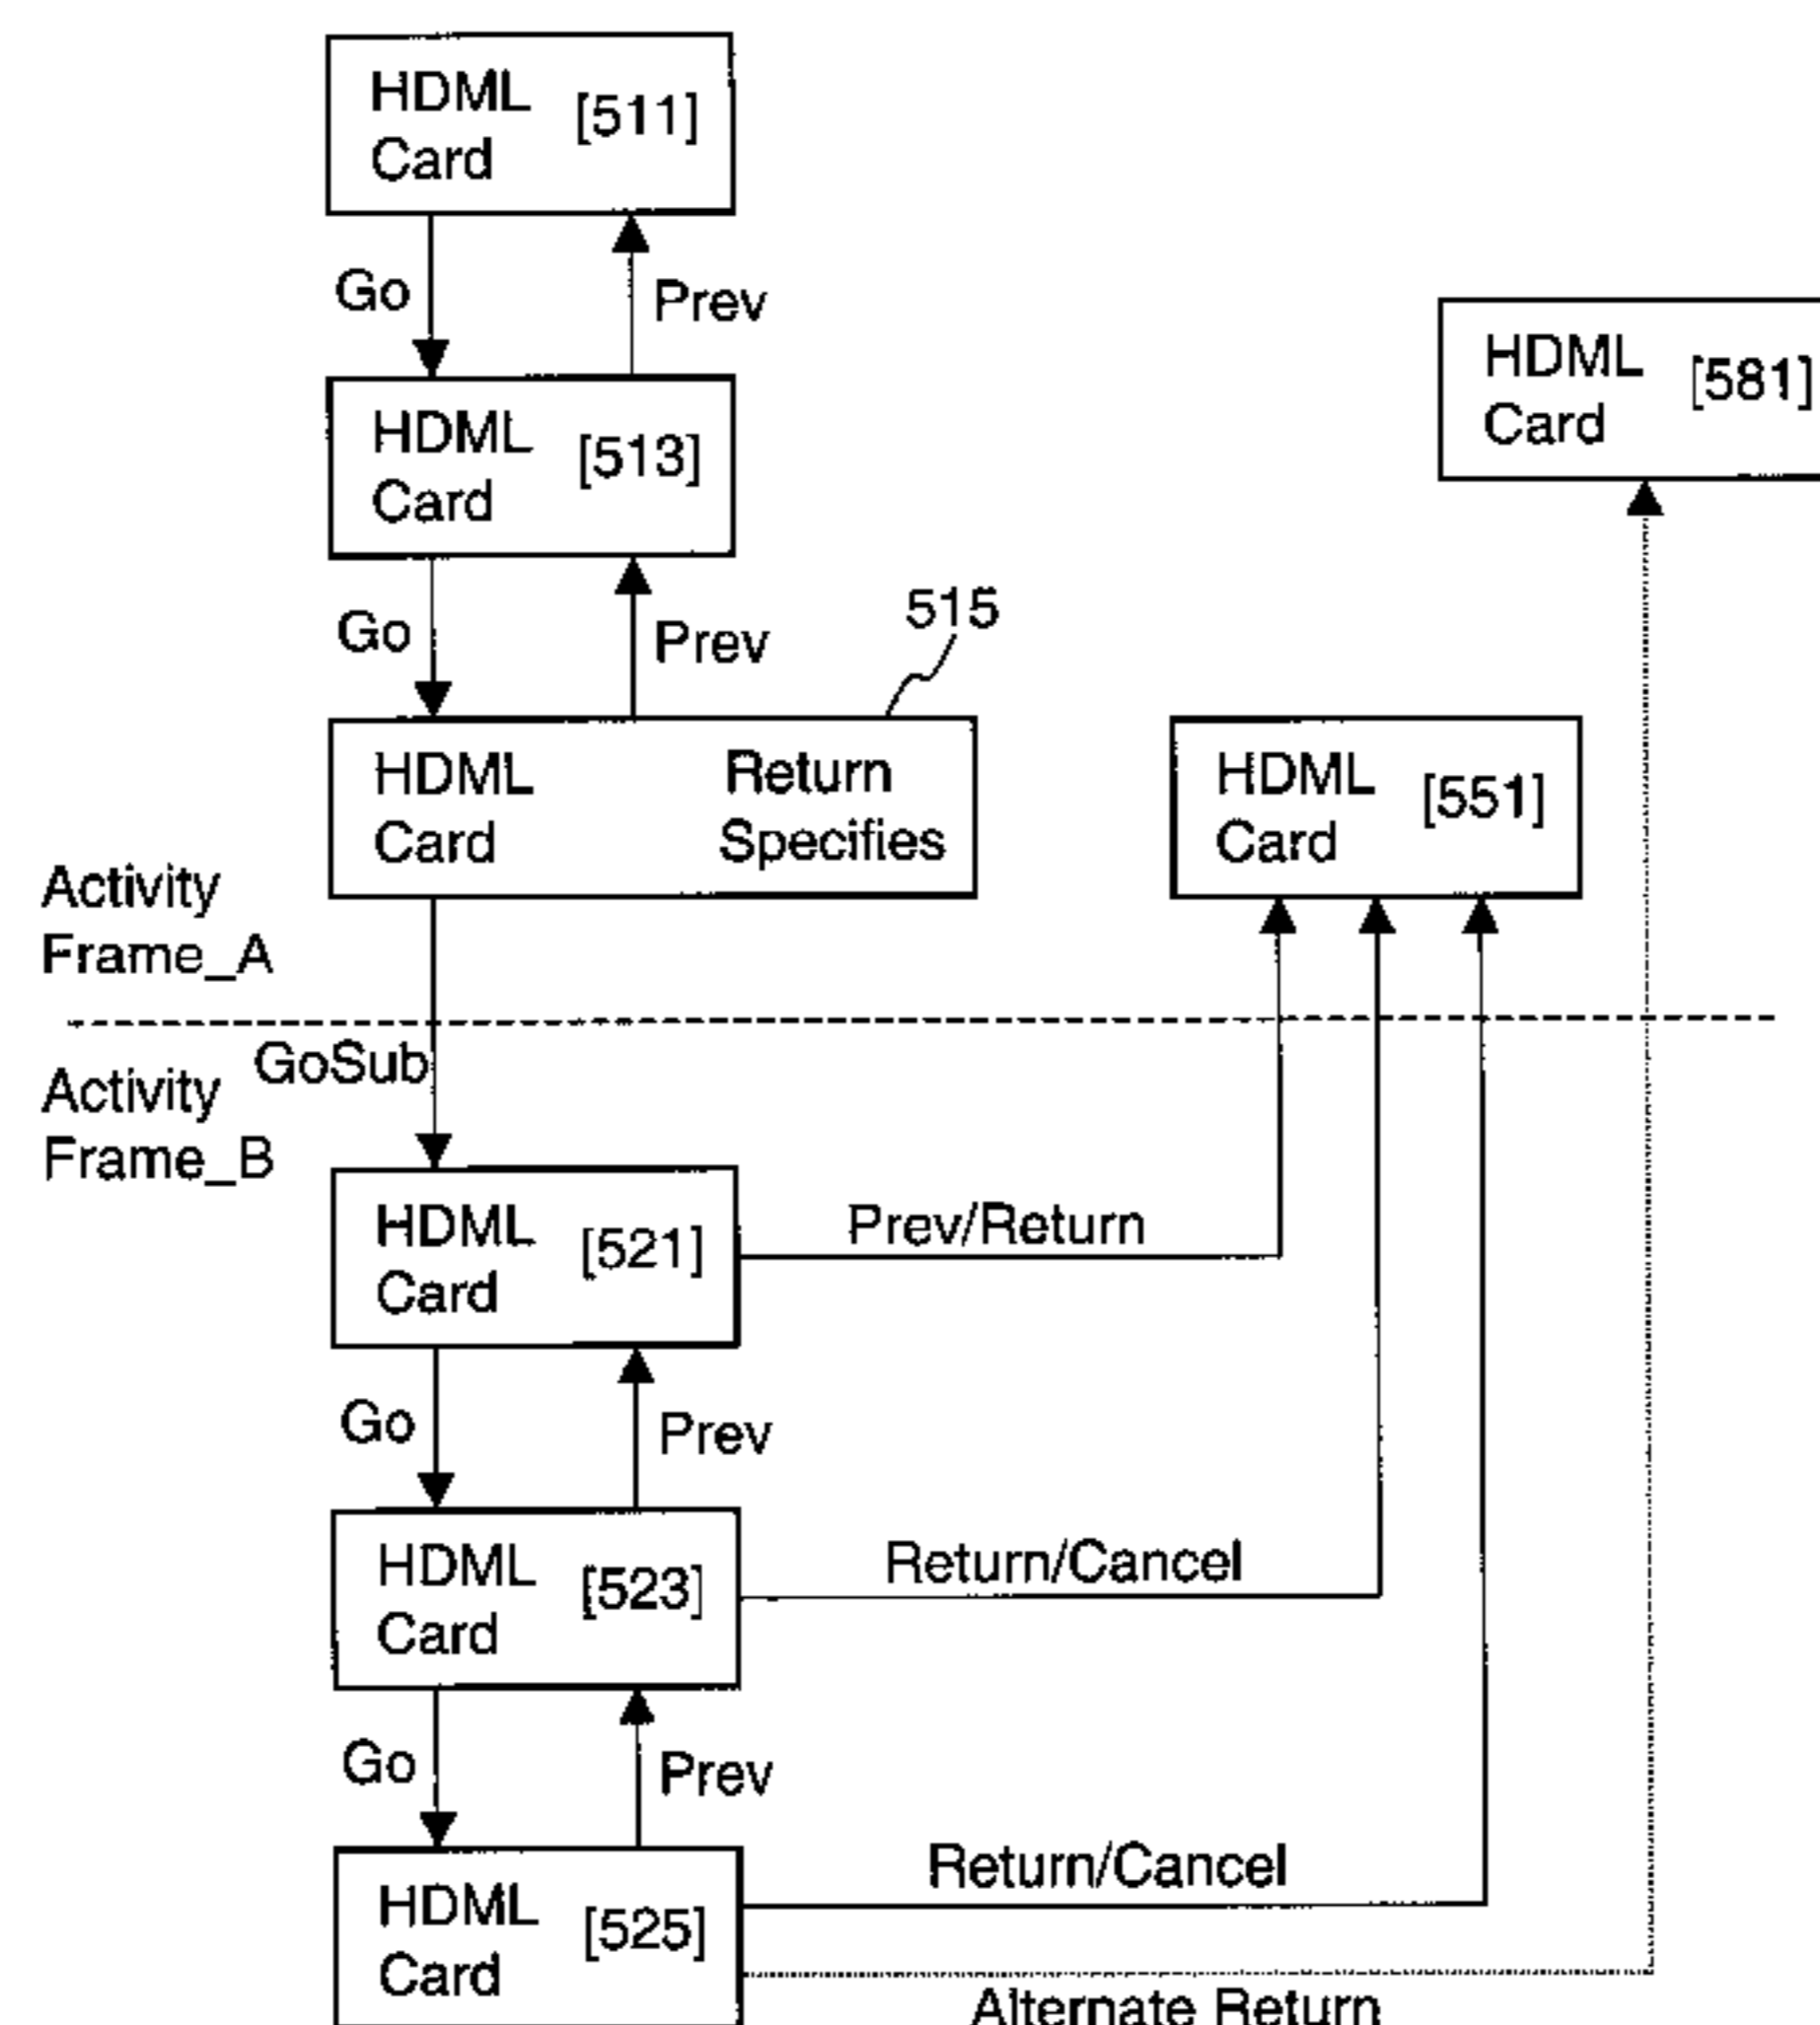 HDML
Card
[511]
Go
Prev
HDML
Card
[581]
HDML
Card
[513]
Go
Prev
515
HDML
Card
Return
Specifies
HDML
Card
[551]
Activity
Frame_A
GoSub
Activity
Frame_B
HDML
Card
[521]
Prev/Return
Go
Prev
HDML
Card
[523]
Return/Cancel
Go
Prev
HDML
Card
[525]
Return/Cancel
Alternate Return